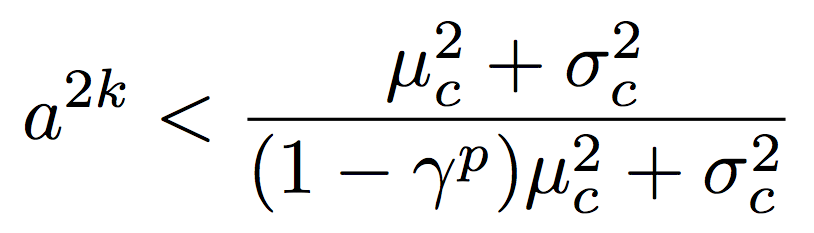 $a^{2k} < \frac{\mu_c^2 + \sigma_c^2}{(1 - \gamma^p)\mu_c^2 + \sigma_c^2}$